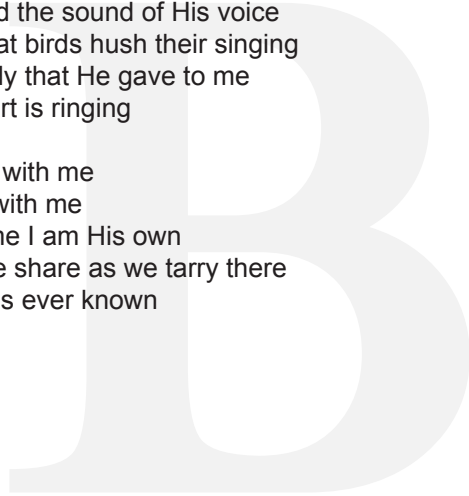 d the sound of His voice
at birds hush their singing
dy that He gave to me
rt is ringing
with me
with me
ne I am His own
e share as we tarry there
s ever known
B